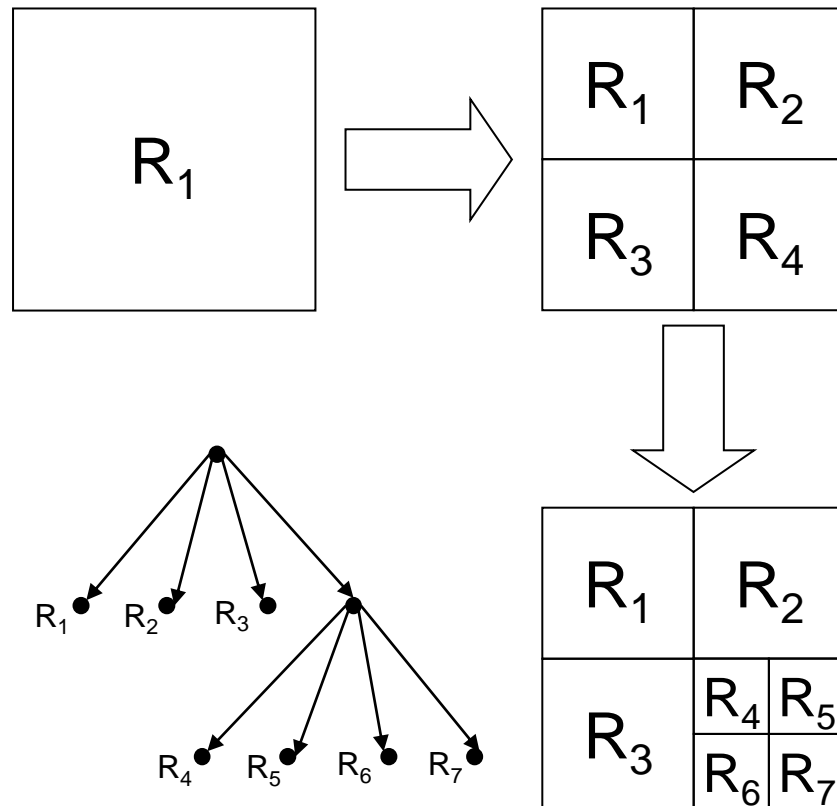 R₁
R₁ R₂
R₃ R₄
R₁ R₂ R₃
R₄ R₅ R₆ R₇
R₁ R₂
R₄ R₅
R₃
R₆ R₇